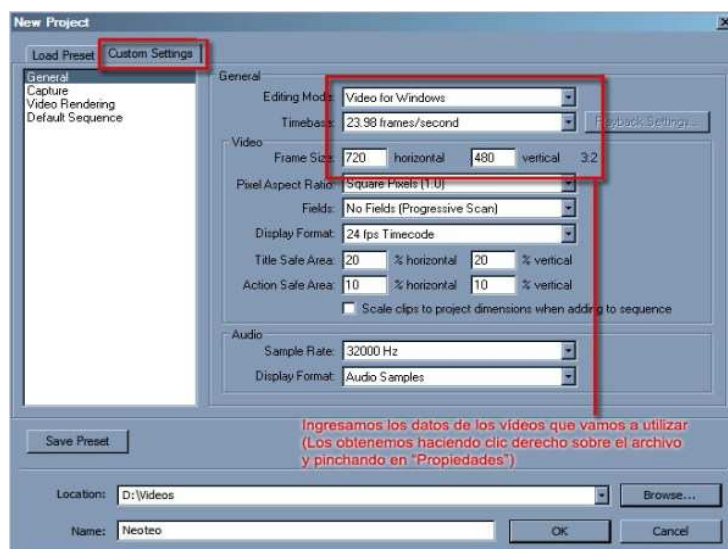 New Project
Load Preset Custom Settings
General
Capture
Video Rendering
Default Sequence
General
Editing Mode: Video for Windows
Timebase: 23.98 frames/second Playback Settings...
Video
Frame Size: 720 horizontal 480 vertical 3:2
Pixel Aspect Ratio: Square Pixels (1.0)
Fields: No Fields (Progressive Scan)
Display Format: 24 fps Timecode
Title Safe Area: 20 % horizontal 20 % vertical
Action Safe Area: 10 % horizontal 10 % vertical
Scale clips to project dimensions when adding to sequence
Audio
Sample Rate: 32000 Hz
Display Format: Audio Samples
Ingresamos los datos de los vídeos que vamos a utilizar
(Los obtenemos haciendo clic derecho sobre el archivo
y pinchando en "Propiedades")
Save Preset
Location: D:\Videos Browse...
Name: Neoteo OK Cancel